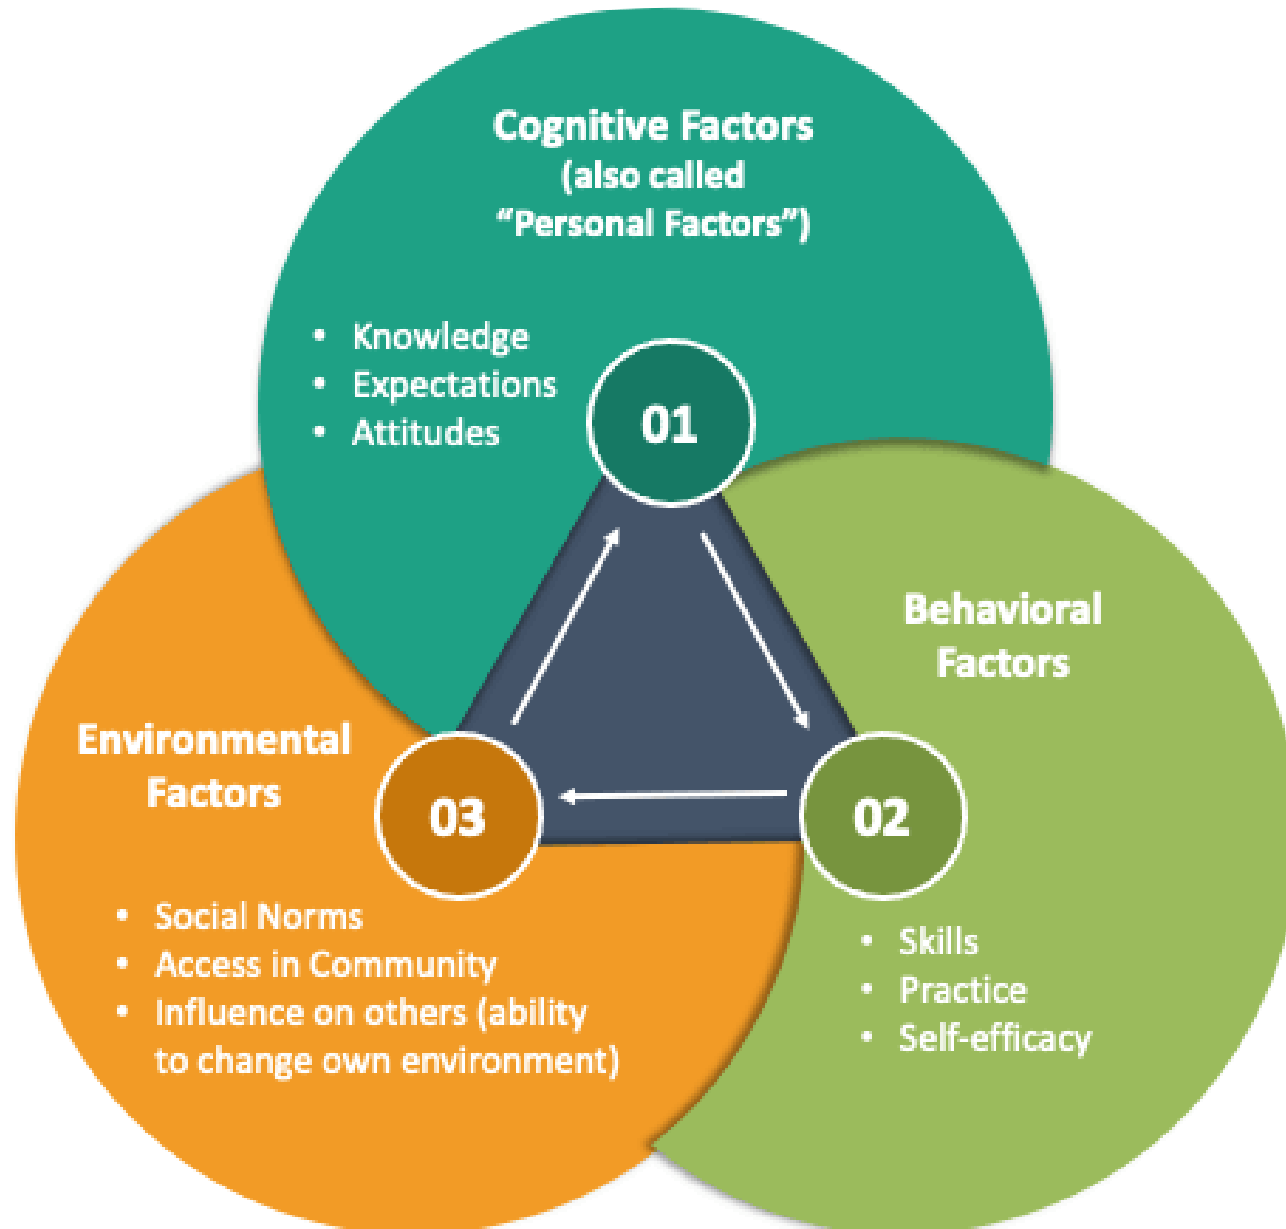 Cognitive Factors
(also called
“Personal Factors”)
• Knowledge
• Expectations
• Attitudes
01
Behavioral
Factors
02
• Skills
• Practice
• Self-efficacy
Environmental
Factors
03
• Social Norms
• Access in Community
• Influence on others (ability
to change own environment)